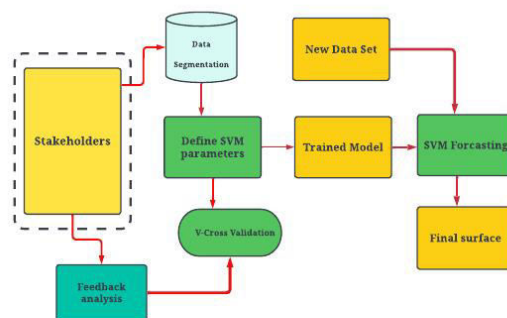 Data
Segmentation
New Data Set
Stakeholders
Define SVM
parameters
Trained Model
SVM Forcasting
V-Cross Validation
Final surface
Feedback
analysis